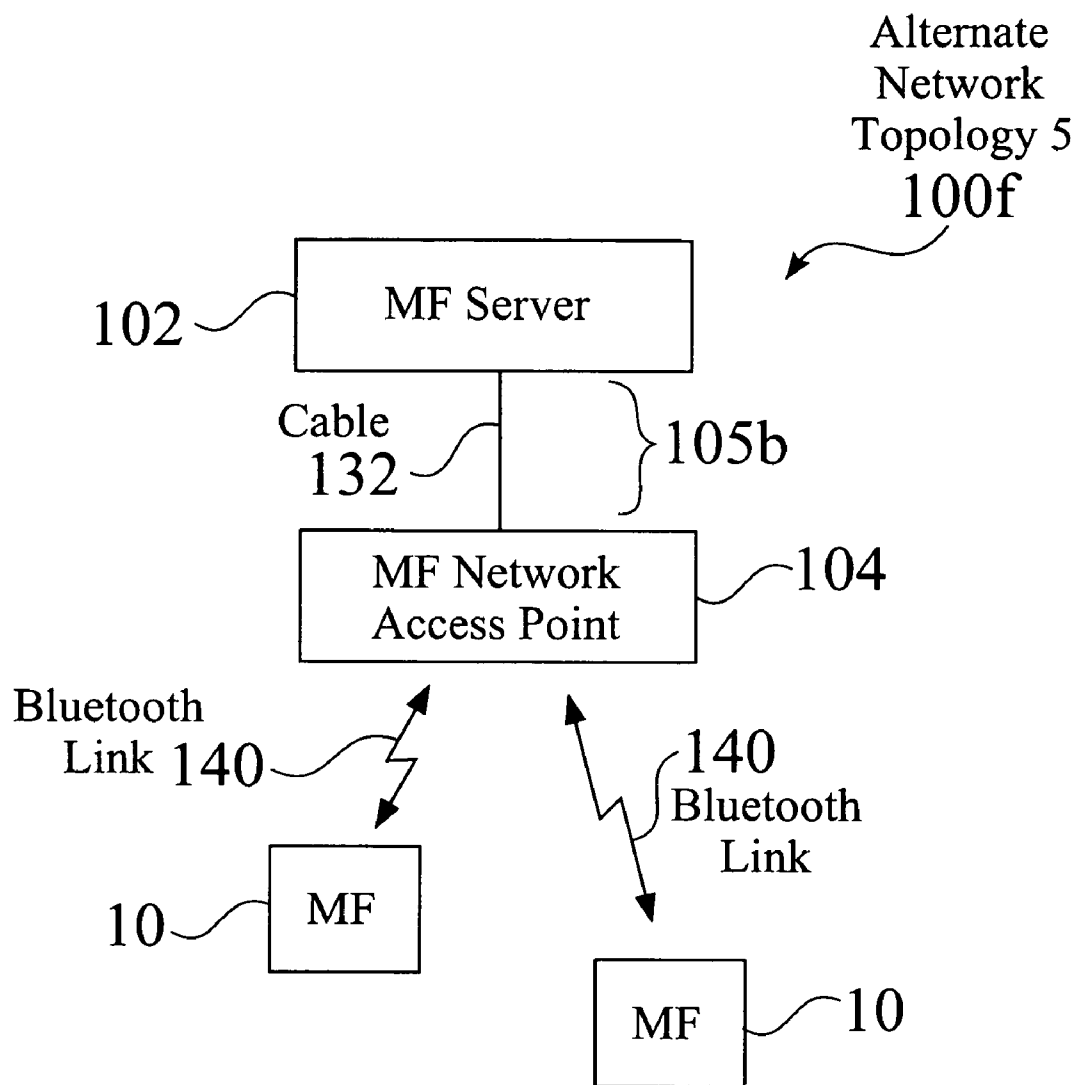 Alternate
Network
Topology 5
100f
MF Server
102
Cable
132
105b
MF Network
Access Point
104
Bluetooth
Link 140
140
Bluetooth
Link
MF
10
MF
10